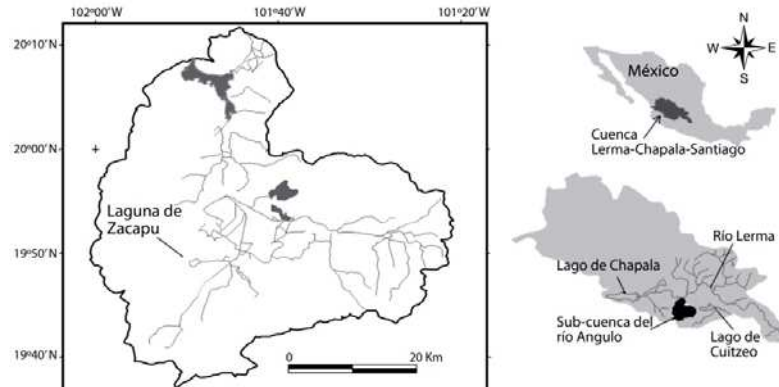 102°00'W
101°40'
101°20'
20°10'N
20°00'N
19°50'N
19°40'N
Laguna de
Zacapu
0
20 Km
N
W
E
S
México
Cuenca
Lerma-Chapala-Santiago
Río Lerma
Lago de Chapala
Sub-cuenca del
río Angulo
Lago de
Cuitzeo